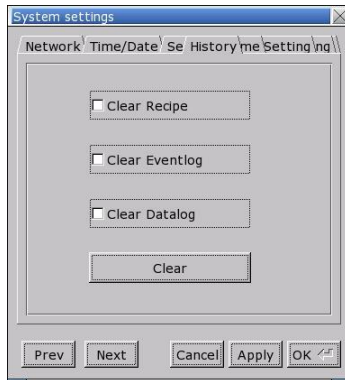 System settings
Network Time/Date Se History me Setting ng
Clear Recipe
Clear Eventlog
Clear Datalog
Clear
Prev Next Cancel Apply OK